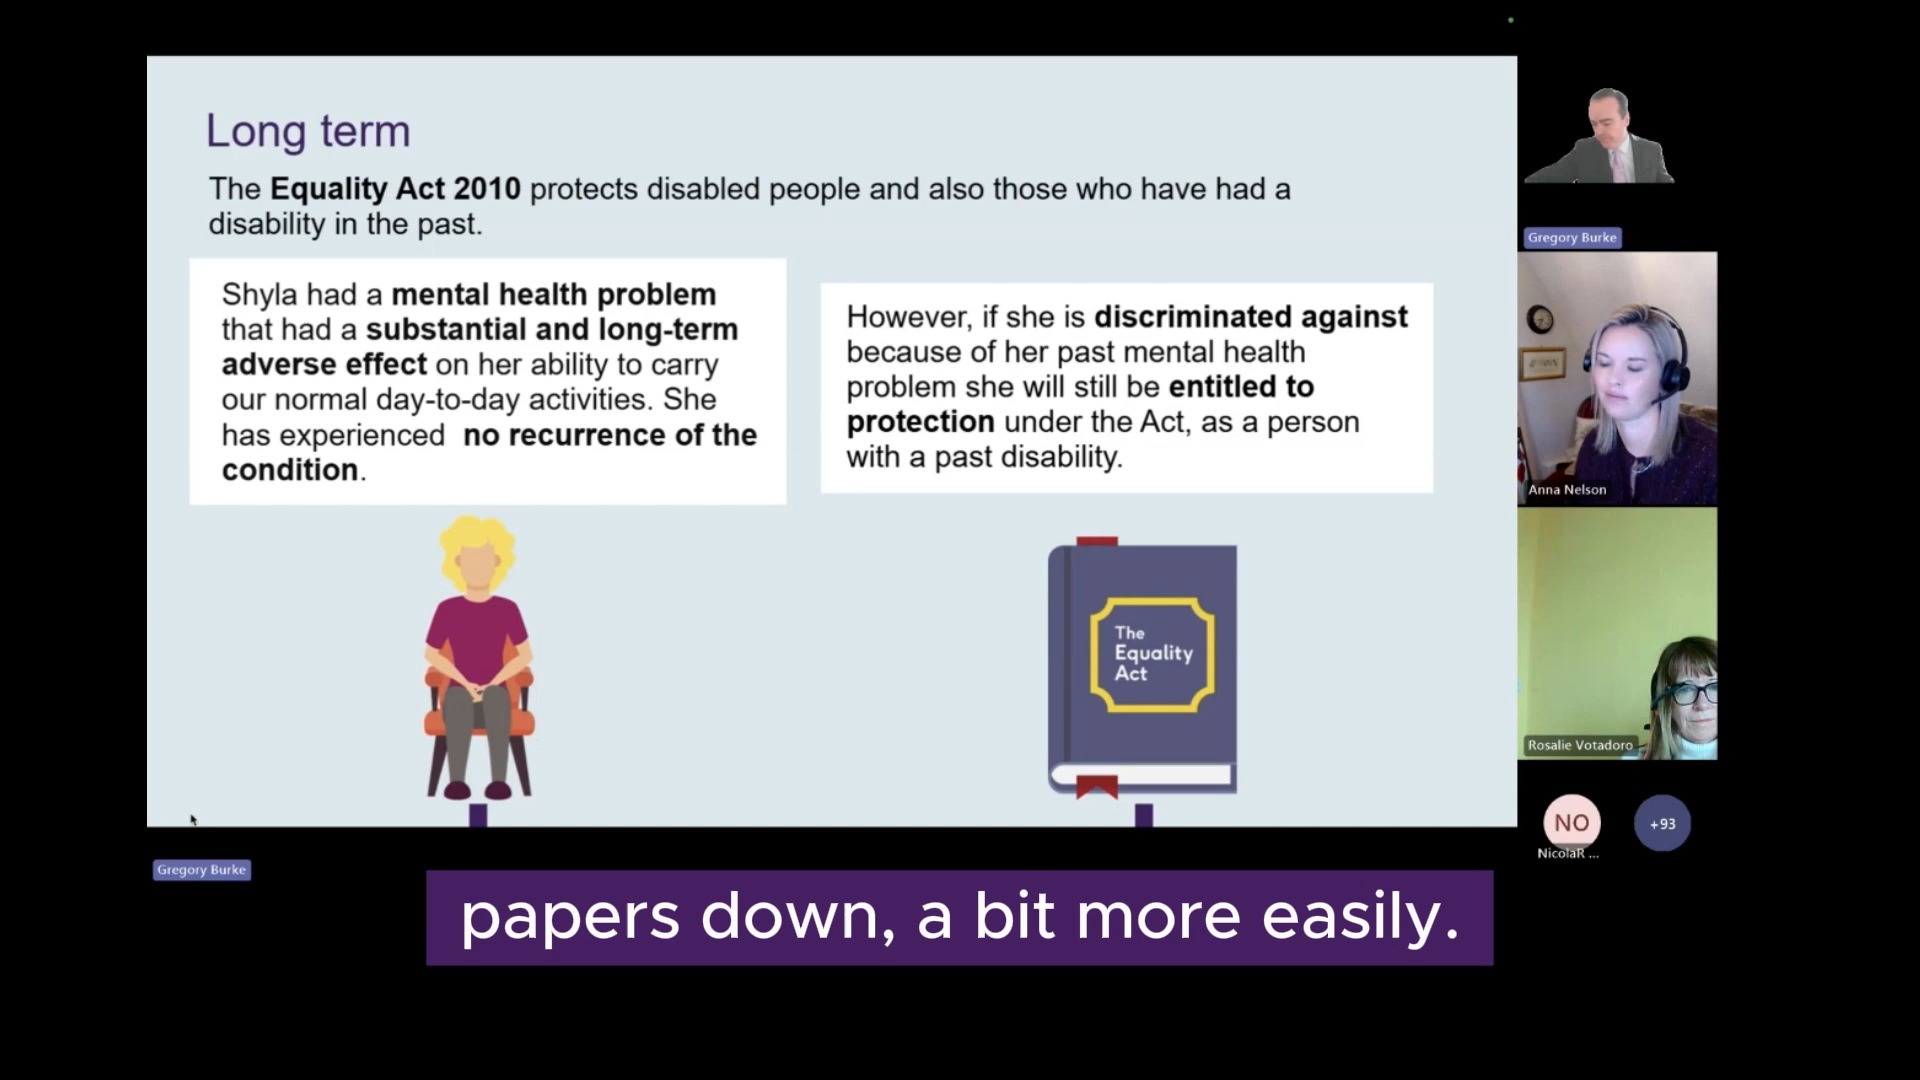 Long term
The Equality Act 2010 protects disabled people and also those who have had a
disability in the past.
Shyla had a mental health problem
that had a substantial and long-term
adverse effect on her ability to carry
our normal day-to-day activities. She
has experienced no recurrence of the
condition.
However, if she is discriminated against
because of her past mental health
problem she will still be entitled to
protection under the Act, as a person
with a past disability.
The
Equality
Act
Gregory Burke
Anna Nelson
Rosalie Votadoro
NO
NicolaR ...
+93
Gregory Burke
papers down, a bit more easily.